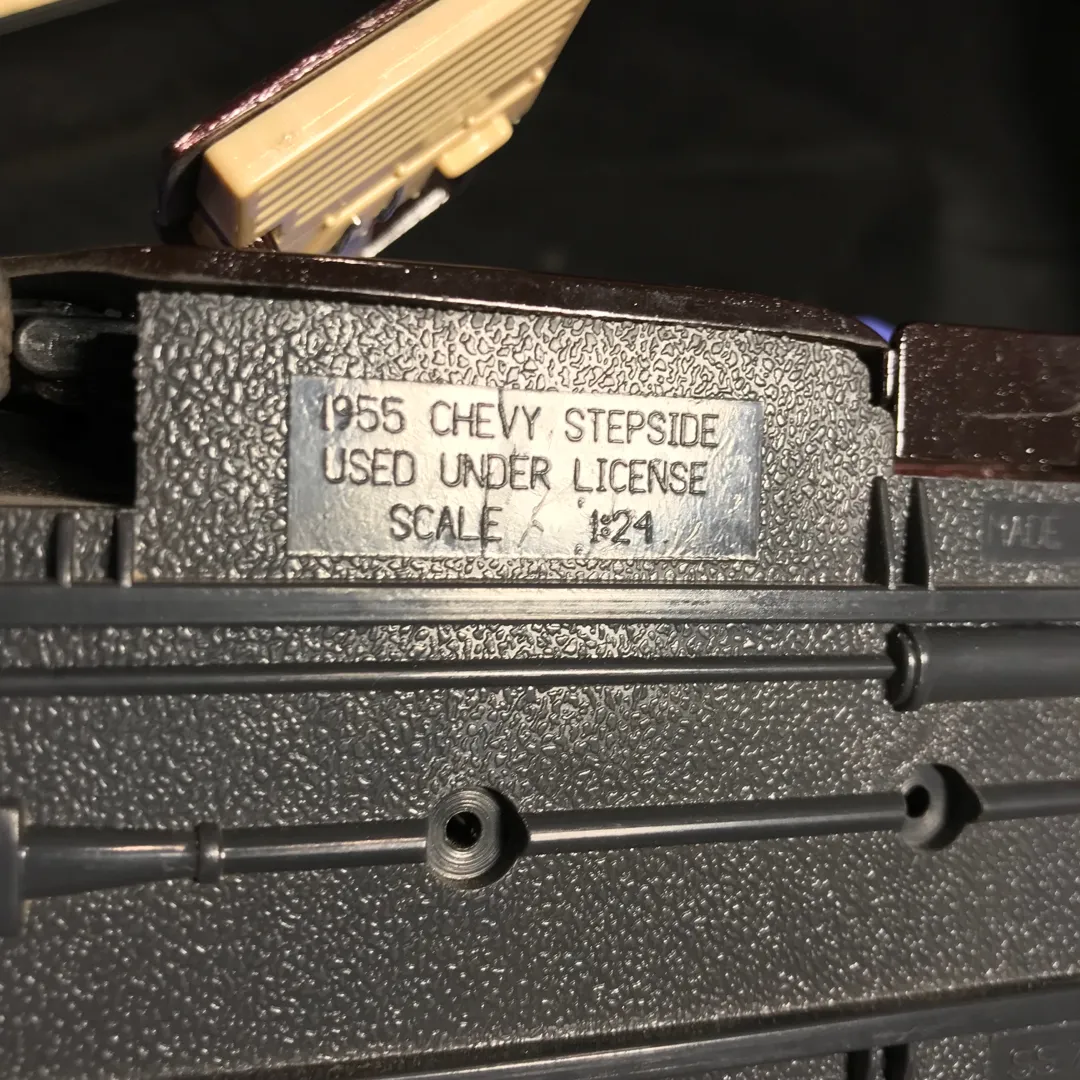 1955 CHEVY STEPSIDE
USED UNDER LICENSE
SCALE 1:24
MADE